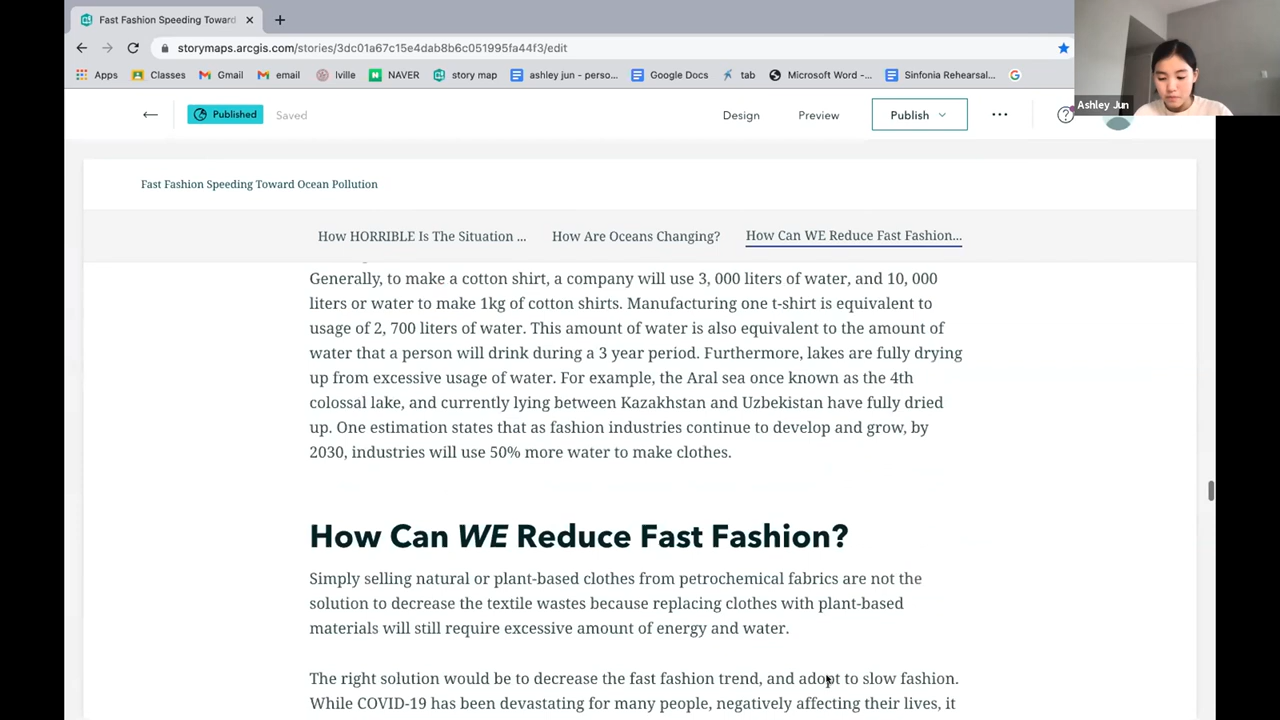 Fast Fashion Speeding Toward
storymaps.arcgis.com/stories/3dc01a67c15e4dab8b6c051995fa44f3/edit
Apps Classes Gmail email lville NAVER story map ashley jun - perso... Google Docs tab Microsoft Word -... Sinfonia Rehearsal...
Ashley Jun
Published Saved Design Preview Publish
Fast Fashion Speeding Toward Ocean Pollution
How HORRIBLE Is The Situation ... How Are Oceans Changing? How Can WE Reduce Fast Fashion...
Generally, to make a cotton shirt, a company will use 3, 000 liters of water, and 10, 000
liters or water to make 1kg of cotton shirts. Manufacturing one t-shirt is equivalent to
usage of 2, 700 liters of water. This amount of water is also equivalent to the amount of
water that a person will drink during a 3 year period. Furthermore, lakes are fully drying
up from excessive usage of water. For example, the Aral sea once known as the 4th
colossal lake, and currently lying between Kazakhstan and Uzbekistan have fully dried
up. One estimation states that as fashion industries continue to develop and grow, by
2030, industries will use 50% more water to make clothes.
How Can WE Reduce Fast Fashion?
Simply selling natural or plant-based clothes from petrochemical fabrics are not the
solution to decrease the textile wastes because replacing clothes with plant-based
materials will still require excessive amount of energy and water.
The right solution would be to decrease the fast fashion trend, and adopt to slow fashion.
While COVID-19 has been devastating for many people, negatively affecting their lives, it